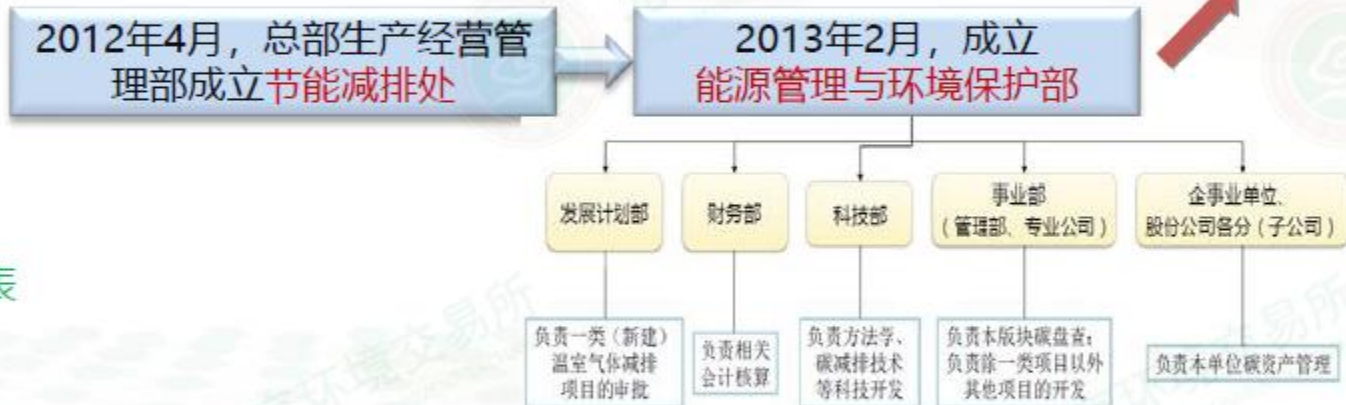 2012年4月，总部生产经营管
理部成立节能减排处
2013年2月，成立
能源管理与环境保护部
发展计划部
财务部
科技部
事业部
（管理部、专业公司）
企事业单位、
股份公司各分（子公司）
表
负责一类（新建）
温室气体减排
项目的审批
负责相关
会计核算
负责方法学、
碳减排技术
等科技开发
负责本版块碳盘查；
负责除一类项目以外
其他项目的开发
负责本单位碳资产管理
环境交易所